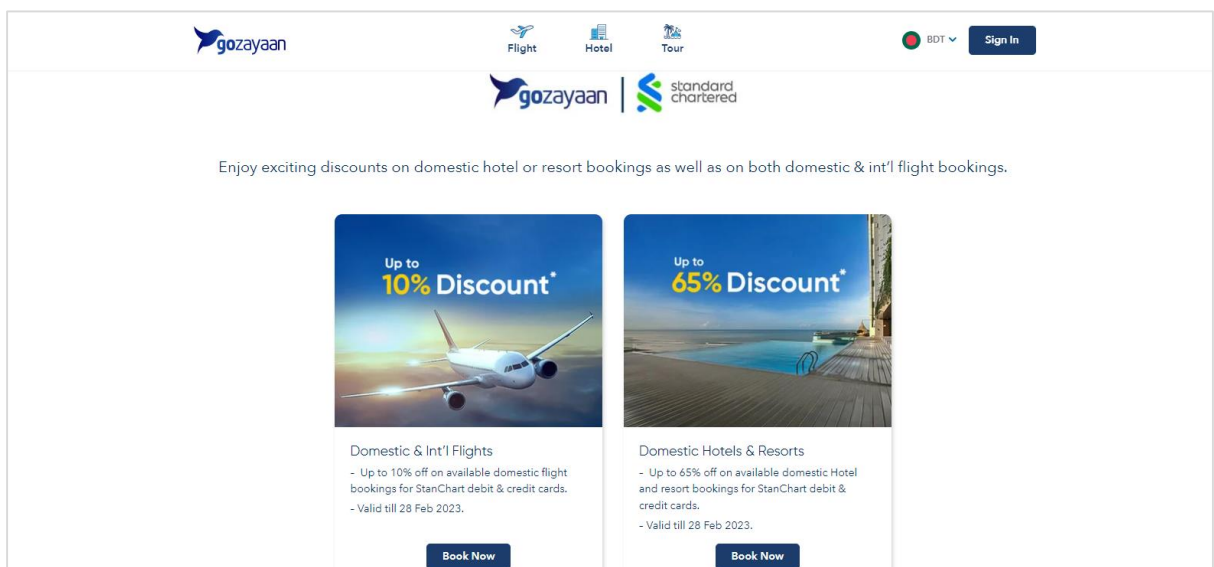 gozayaan
Flight
Hotel
Tour
BDT
Sign In
gozayaan
standard
chartered
Enjoy exciting discounts on domestic hotel or resort bookings as well as on both domestic & int'l flight bookings.
Up to
10% Discount*
Up to
65% Discount*
Domestic & Int'l Flights
- Up to 10% off on available domestic flight
bookings for StanChart debit & credit cards.
- Valid till 28 Feb 2023.
Book Now
Domestic Hotels & Resorts
- Up to 65% off on available domestic Hotel
and resort bookings for StanChart debit &
credit cards.
- Valid till 28 Feb 2023.
Book Now